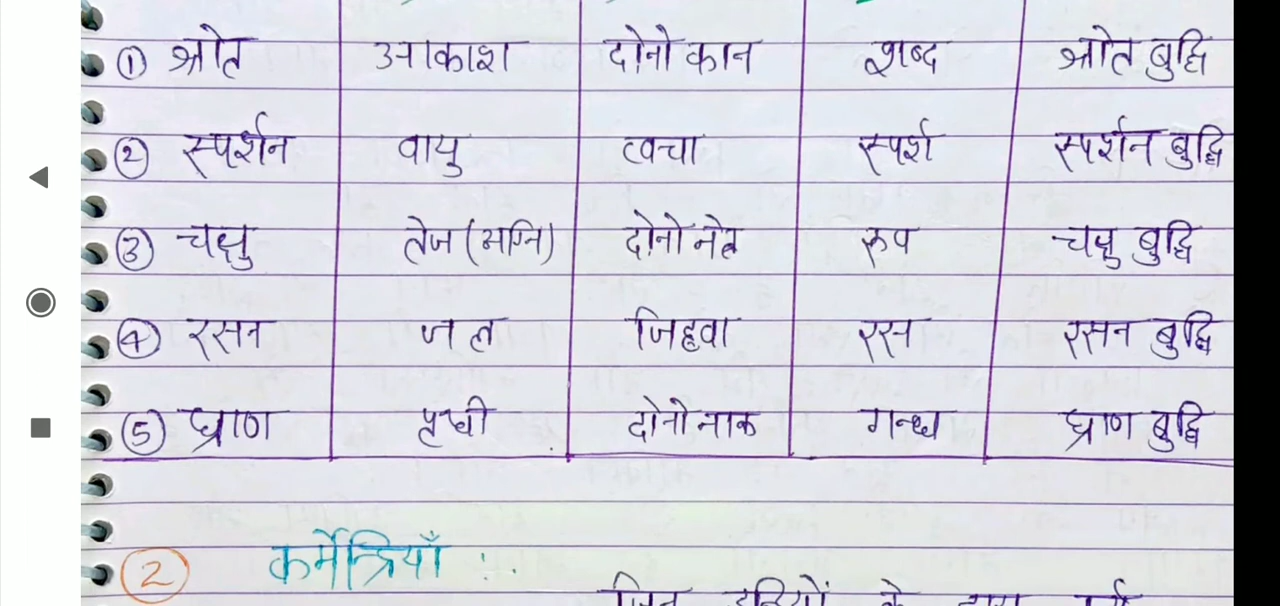 ① श्रोत आकाश दोनो कान शब्द श्रोत बुद्धि
② स्पर्शन वायु त्वचा स्पर्श स्पर्शन बुद्धि
③ चक्षु तेज (अग्नि) दोनो नेत्र रूप चक्षु बुद्धि
④ रसन जल जिहवा रस रसन बुद्धि
⑤ घ्राण पृथ्वी दोनो नाक गन्ध घ्राण बुद्धि
② कर्मेन्द्रियाँ :